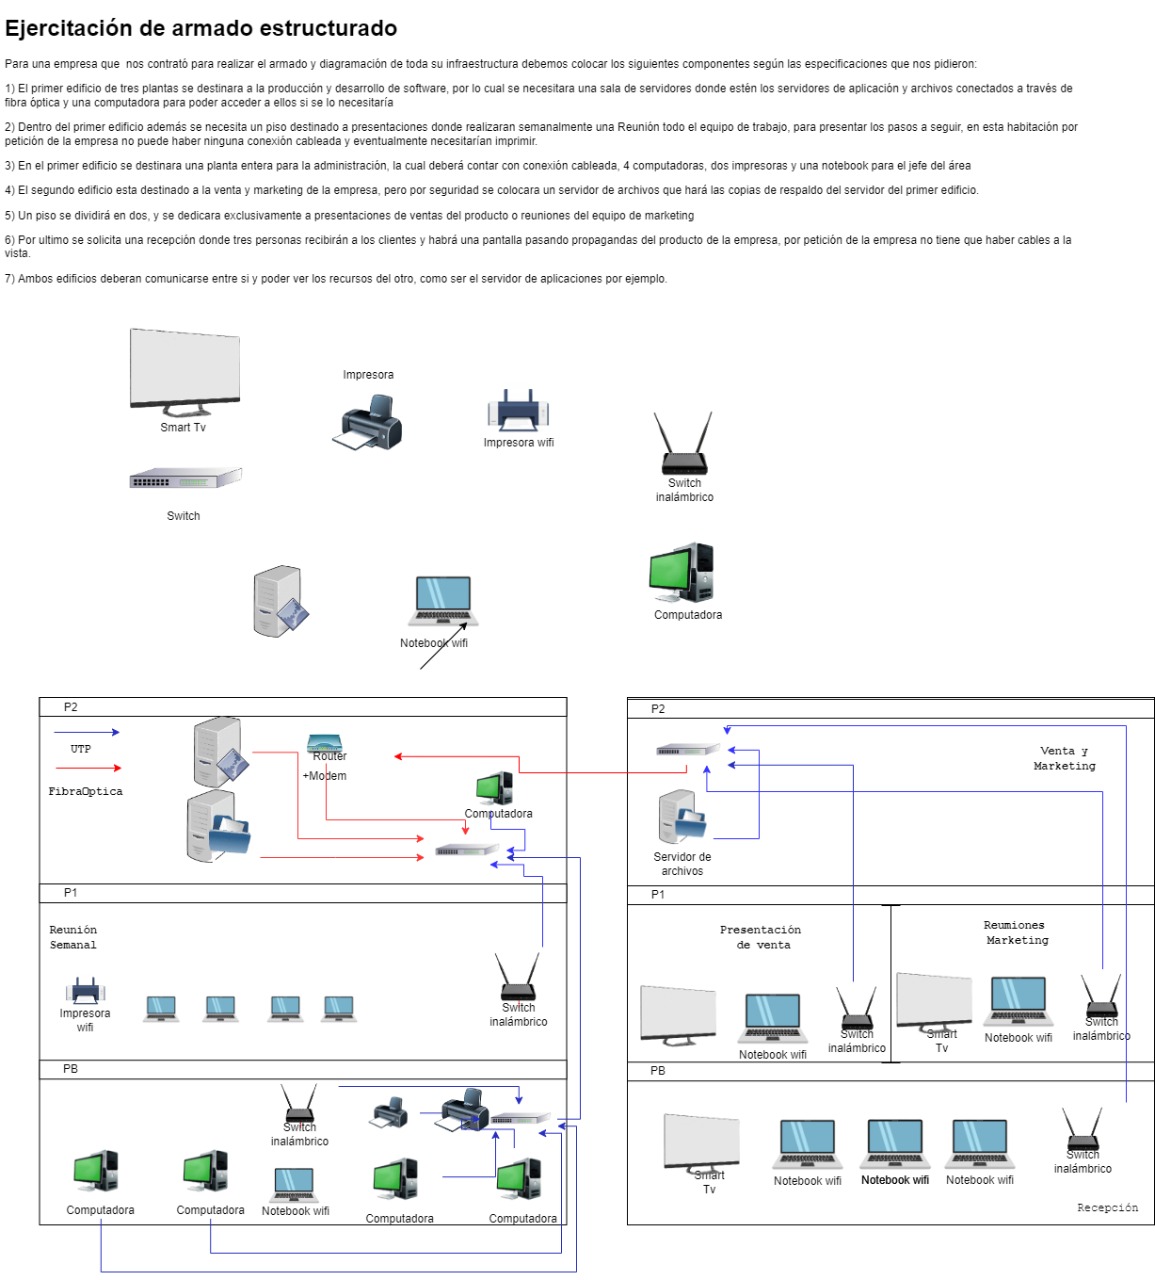 Ejercitación de armado estructurado
Para una empresa que  nos contrató para realizar el armado y diagramación de toda su infraestructura debemos colocar los siguientes componentes según las especificaciones que nos pidieron:
1) El primer edificio de tres plantas se destinara a la producción y desarrollo de software, por lo cual se necesitara una sala de servidores donde estén los servidores de aplicación y archivos conectados a través de
fibra óptica y una computadora para poder acceder a ellos si se lo necesitaría
2) Dentro del primer edificio además se necesita un piso destinado a presentaciones donde realizaran semanalmente una Reunión todo el equipo de trabajo, para presentar los pasos a seguir, en esta habitación por
petición de la empresa no puede haber ninguna conexión cableada y eventualmente necesitarían imprimir.
3) En el primer edificio se destinara una planta entera para la administración, la cual deberá contar con conexión cableada, 4 computadoras, dos impresoras y una notebook para el jefe del área
4) El segundo edificio esta destinado a la venta y marketing de la empresa, pero por seguridad se colocara un servidor de archivos que hará las copias de respaldo del servidor del primer edificio.
5) Un piso se dividirá en dos, y se dedicara exclusivamente a presentaciones de ventas del producto o reuniones del equipo de marketing
6) Por ultimo se solicita una recepción donde tres personas recibirán a los clientes y habrá una pantalla pasando propagandas del producto de la empresa, por petición de la empresa no tiene que haber cables a la
vista.
7) Ambos edificios deberan comunicarse entre si y poder ver los recursos del otro, como ser el servidor de aplicaciones por ejemplo.
Smart Tv
Impresora
Impresora wifi
Switch
inalámbrico
Switch
Notebook wifi
Computadora
P2
UTP
FibraOptica
Router
+Modem
Computadora
P1
Reunión
Semanal
Impresora
wifi
Switch
inalámbrico
PB
Switch
inalámbrico
Computadora
Computadora
Notebook wifi
Computadora
Computadora
P2
Venta y
Marketing
Servidor de
archivos
P1
Presentación
de venta
Notebook wifi
Switch
inalámbrico
Reumiones
Marketing
Smart
Tv
Notebook wifi
Switch
inalámbrico
PB
Smart
Tv
Notebook wifi
Notebook wifi
Notebook wifi
Switch
inalámbrico
Recepción